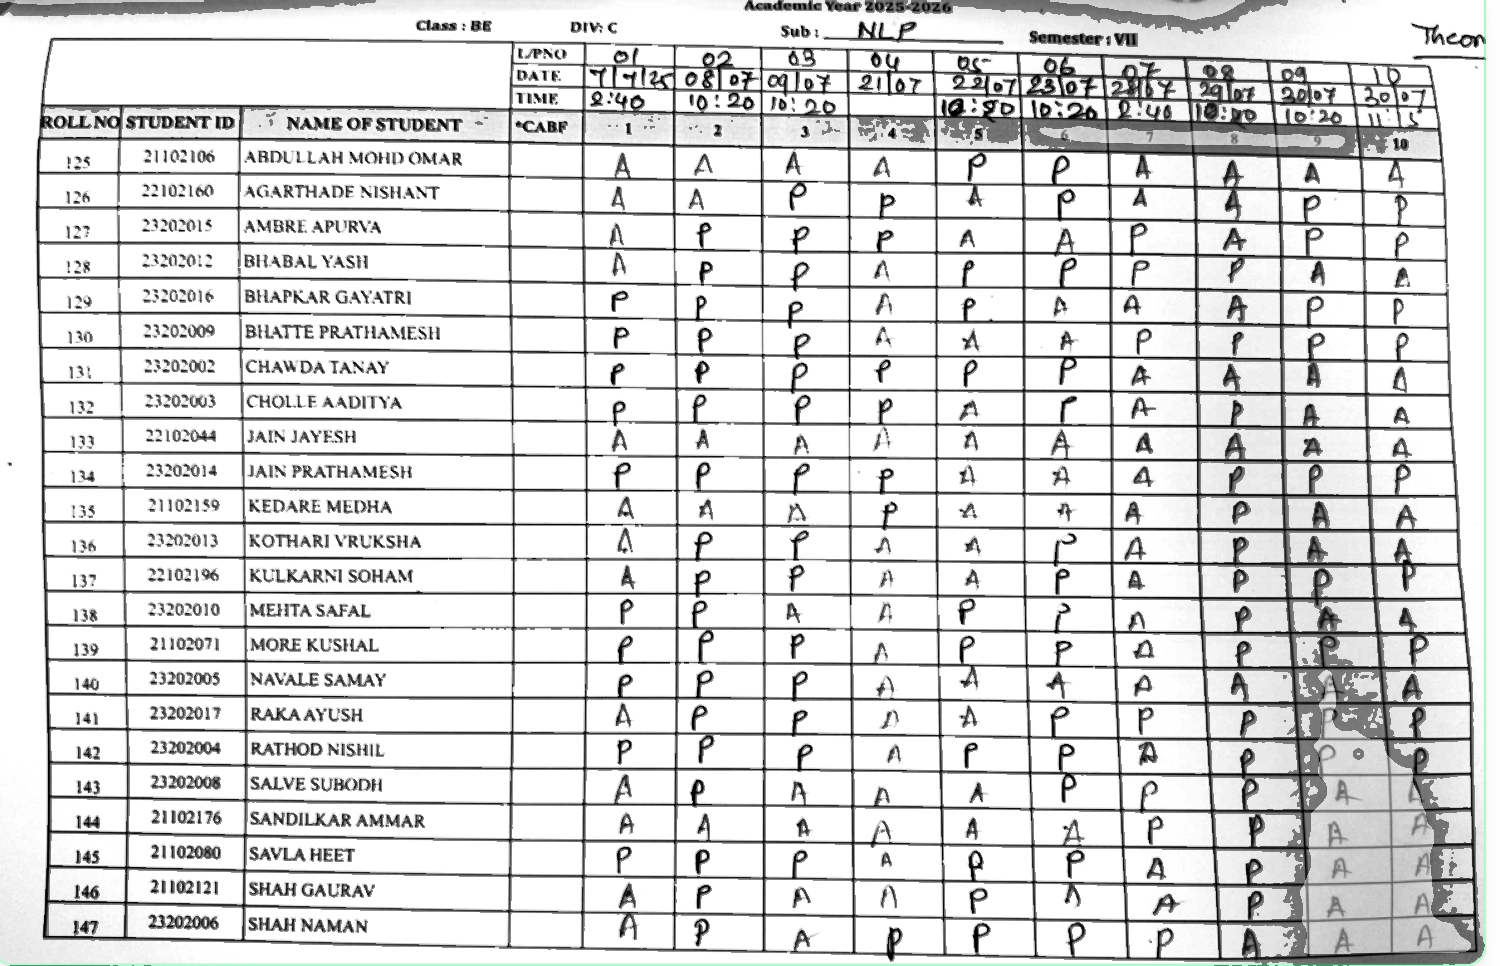 Academic Year 2025-2026
Class : BE DIV: C Sub : NLP Semester : VII Theory
L/PNO 01 02 03 04 05 06 07 08 09 10
DATE 7/7/25 08/07 09/07 21/07 22/07 23/07 28/07 29/07 30/07 30/07
TIME 2:40 10:20 10:20 10:20 10:20 2:40 10:20 10:20 11:15
ROLL NO STUDENT ID NAME OF STUDENT *CABF 1 2 3 4 5 6 7 8 9 10
125 21102106 ABDULLAH MOHD OMAR A A A A P P A A A A
126 22102160 AGARTHADE NISHANT A A P P A P A A P P
127 23202015 AMBRE APURVA A P P P A A P A P P
128 23202012 BHABAL YASH A P P A P P P P A A
129 23202016 BHAPKAR GAYATRI P P P A P A A A P P
130 23202009 BHATTE PRATHAMESH P P P A A A P P P P
131 23202002 CHAWDA TANAY P P P P P P A A A A
132 23202003 CHOLLE AADITYA P P P P A P A P A A
133 22102044 JAIN JAYESH A A A A A A A A A A
134 23202014 JAIN PRATHAMESH P P P P A A A P P P
135 21102159 KEDARE MEDHA A A A P A A A P A A
136 23202013 KOTHARI VRUKSHA A P P A A P A P A A
137 22102196 KULKARNI SOHAM A P P A A P A P P P
138 23202010 MEHTA SAFAL P P A A P P A P A A
139 21102071 MORE KUSHAL P P P A P P A P P P
140 23202005 NAVALE SAMAY P P P A A A A A A A
141 23202017 RAKA AYUSH A P P A A P P P P P
142 23202004 RATHOD NISHIL P P P A P P A P P P
143 23202008 SALVE SUBODH A P A A A P P P A
144 21102176 SANDILKAR AMMAR A A A A A A P P A A
145 21102080 SAVLA HEET P P P A P P A P A A
146 21102121 SHAH GAURAV A P A A P A A P A A
147 23202006 SHAH NAMAN A P A P P P P A A A